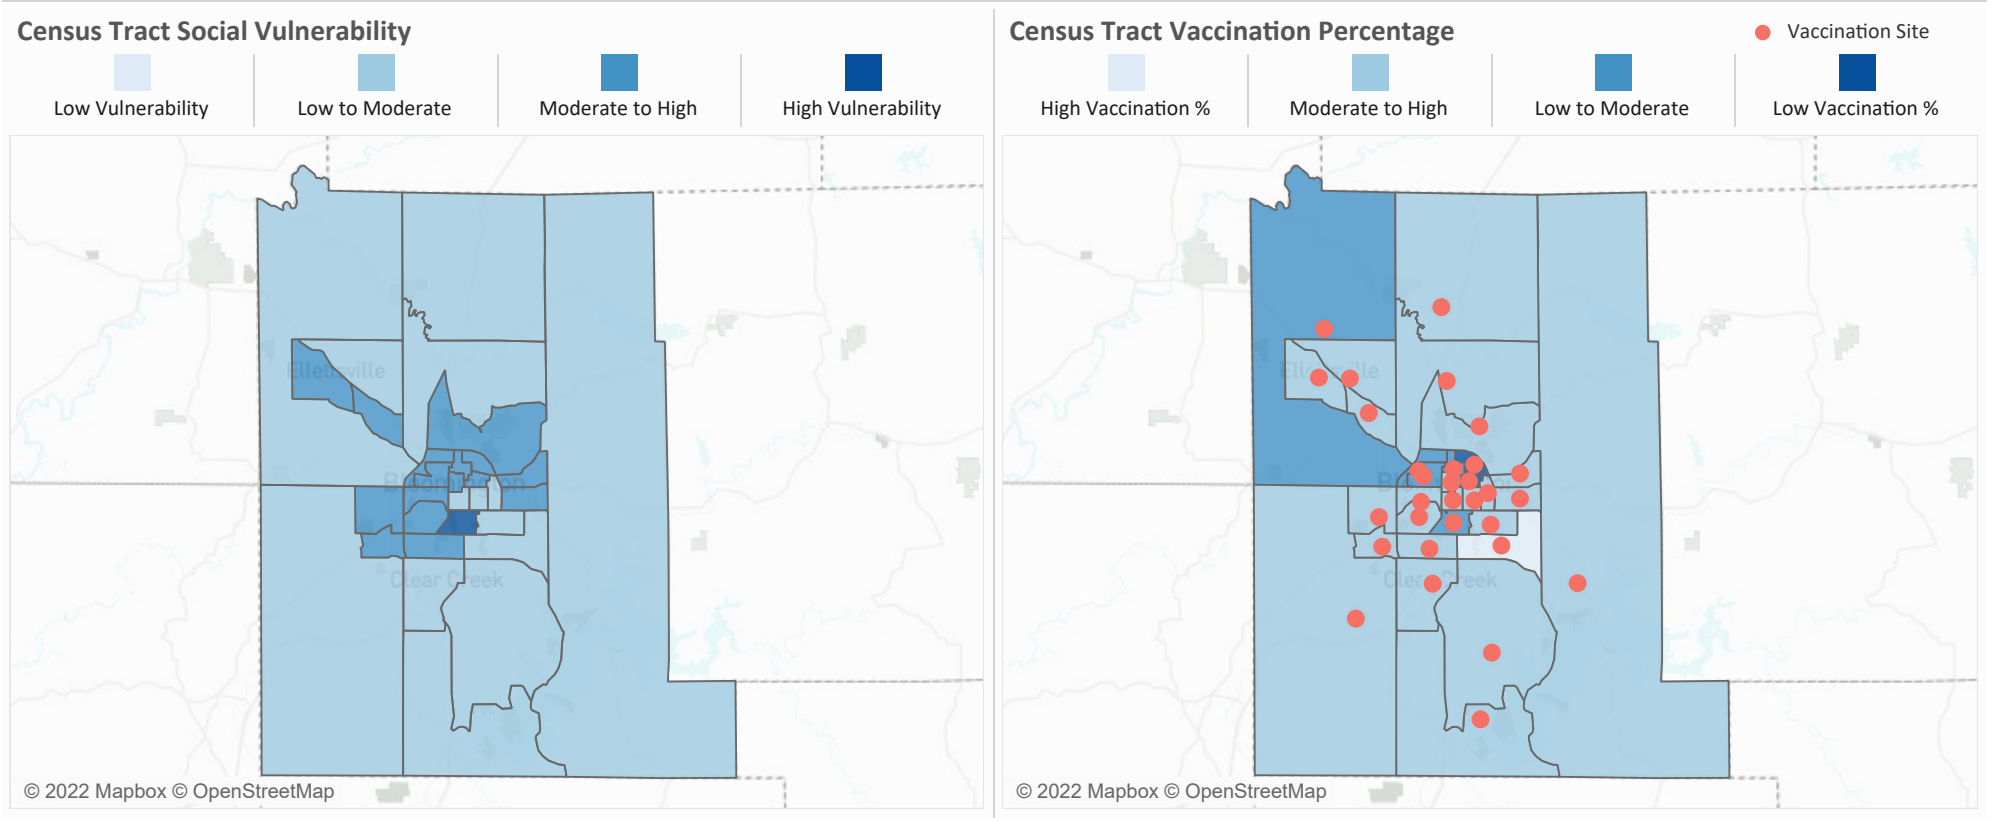 Census Tract Social Vulnerability
Low Vulnerability
Low to Moderate
Moderate to High
High Vulnerability
Ellettsville
Bloomington
Clear Creek
© 2022 Mapbox © OpenStreetMap
Census Tract Vaccination Percentage
Vaccination Site
High Vaccination %
Moderate to High
Low to Moderate
Low Vaccination %
Clear Creek
© 2022 Mapbox © OpenStreetMap